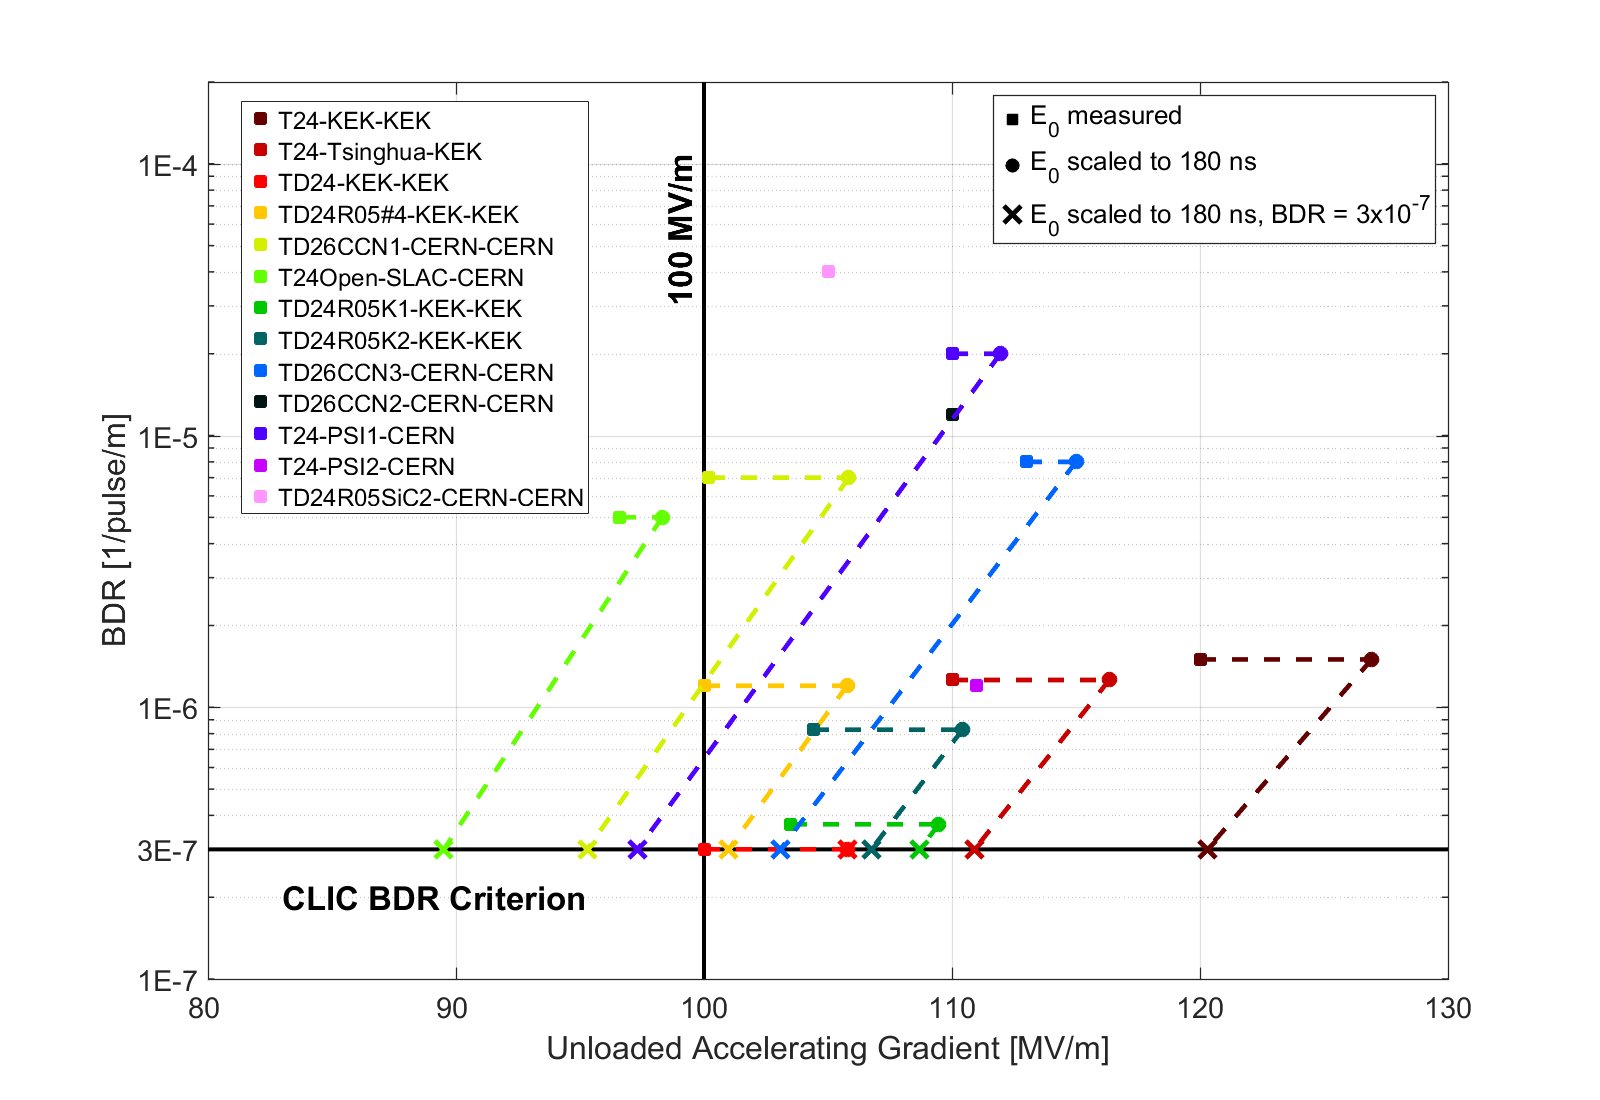 T24-KEK-KEK
T24-Tsinghua-KEK
TD24-KEK-KEK
TD24R05#4-KEK-KEK
TD26CCN1-CERN-CERN
T24Open-SLAC-CERN
TD24R05K1-KEK-KEK
TD24R05K2-KEK-KEK
TD26CCN3-CERN-CERN
TD26CCN2-CERN-CERN
T24-PSI1-CERN
T24-PSI2-CERN
TD24R05SiC2-CERN-CERN
100 MV/m
E0 measured
E0 scaled to 180 ns
E0 scaled to 180 ns, BDR = 3x10-7
1E-4
1E-5
1E-6
3E-7
1E-7
BDR [1/pulse/m]
CLIC BDR Criterion
80 90 100 110 120 130
Unloaded Accelerating Gradient [MV/m]